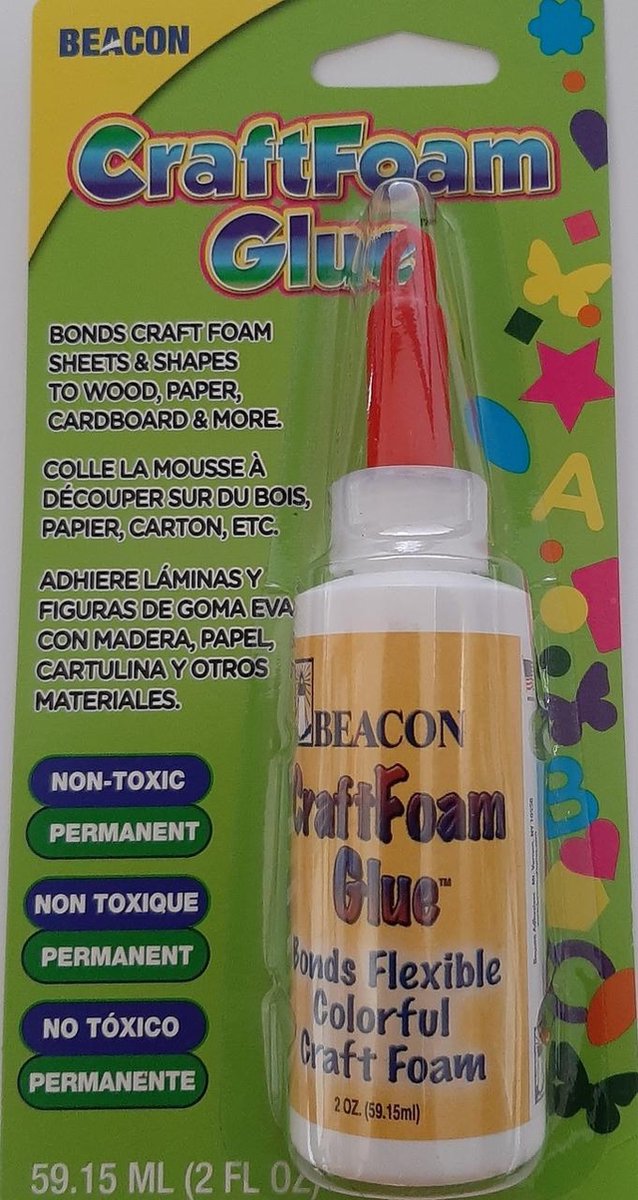 BEACON
CraftFoam
Glue
BONDS CRAFT FOAM
SHEETS & SHAPES
TO WOOD, PAPER,
CARDBOARD & MORE.
COLLE LA MOUSSE À
DÉCOUPER SUR DU BOIS,
PAPIER, CARTON, ETC.
ADHIERE LÁMINAS Y
FIGURAS DE GOMA EVA
CON MADERA, PAPEL,
CARTULINA Y OTROS
MATERIALES.
NON-TOXIC
PERMANENT
NON TOXIQUE
PERMANENT
NO TÓXICO
PERMANENTE
59.15 ML (2 FL OZ)
BEACON
CraftFoam
Glue™
Bonds Flexible
Colorful
Craft Foam
2 OZ. (59.15ml)
A
B
A